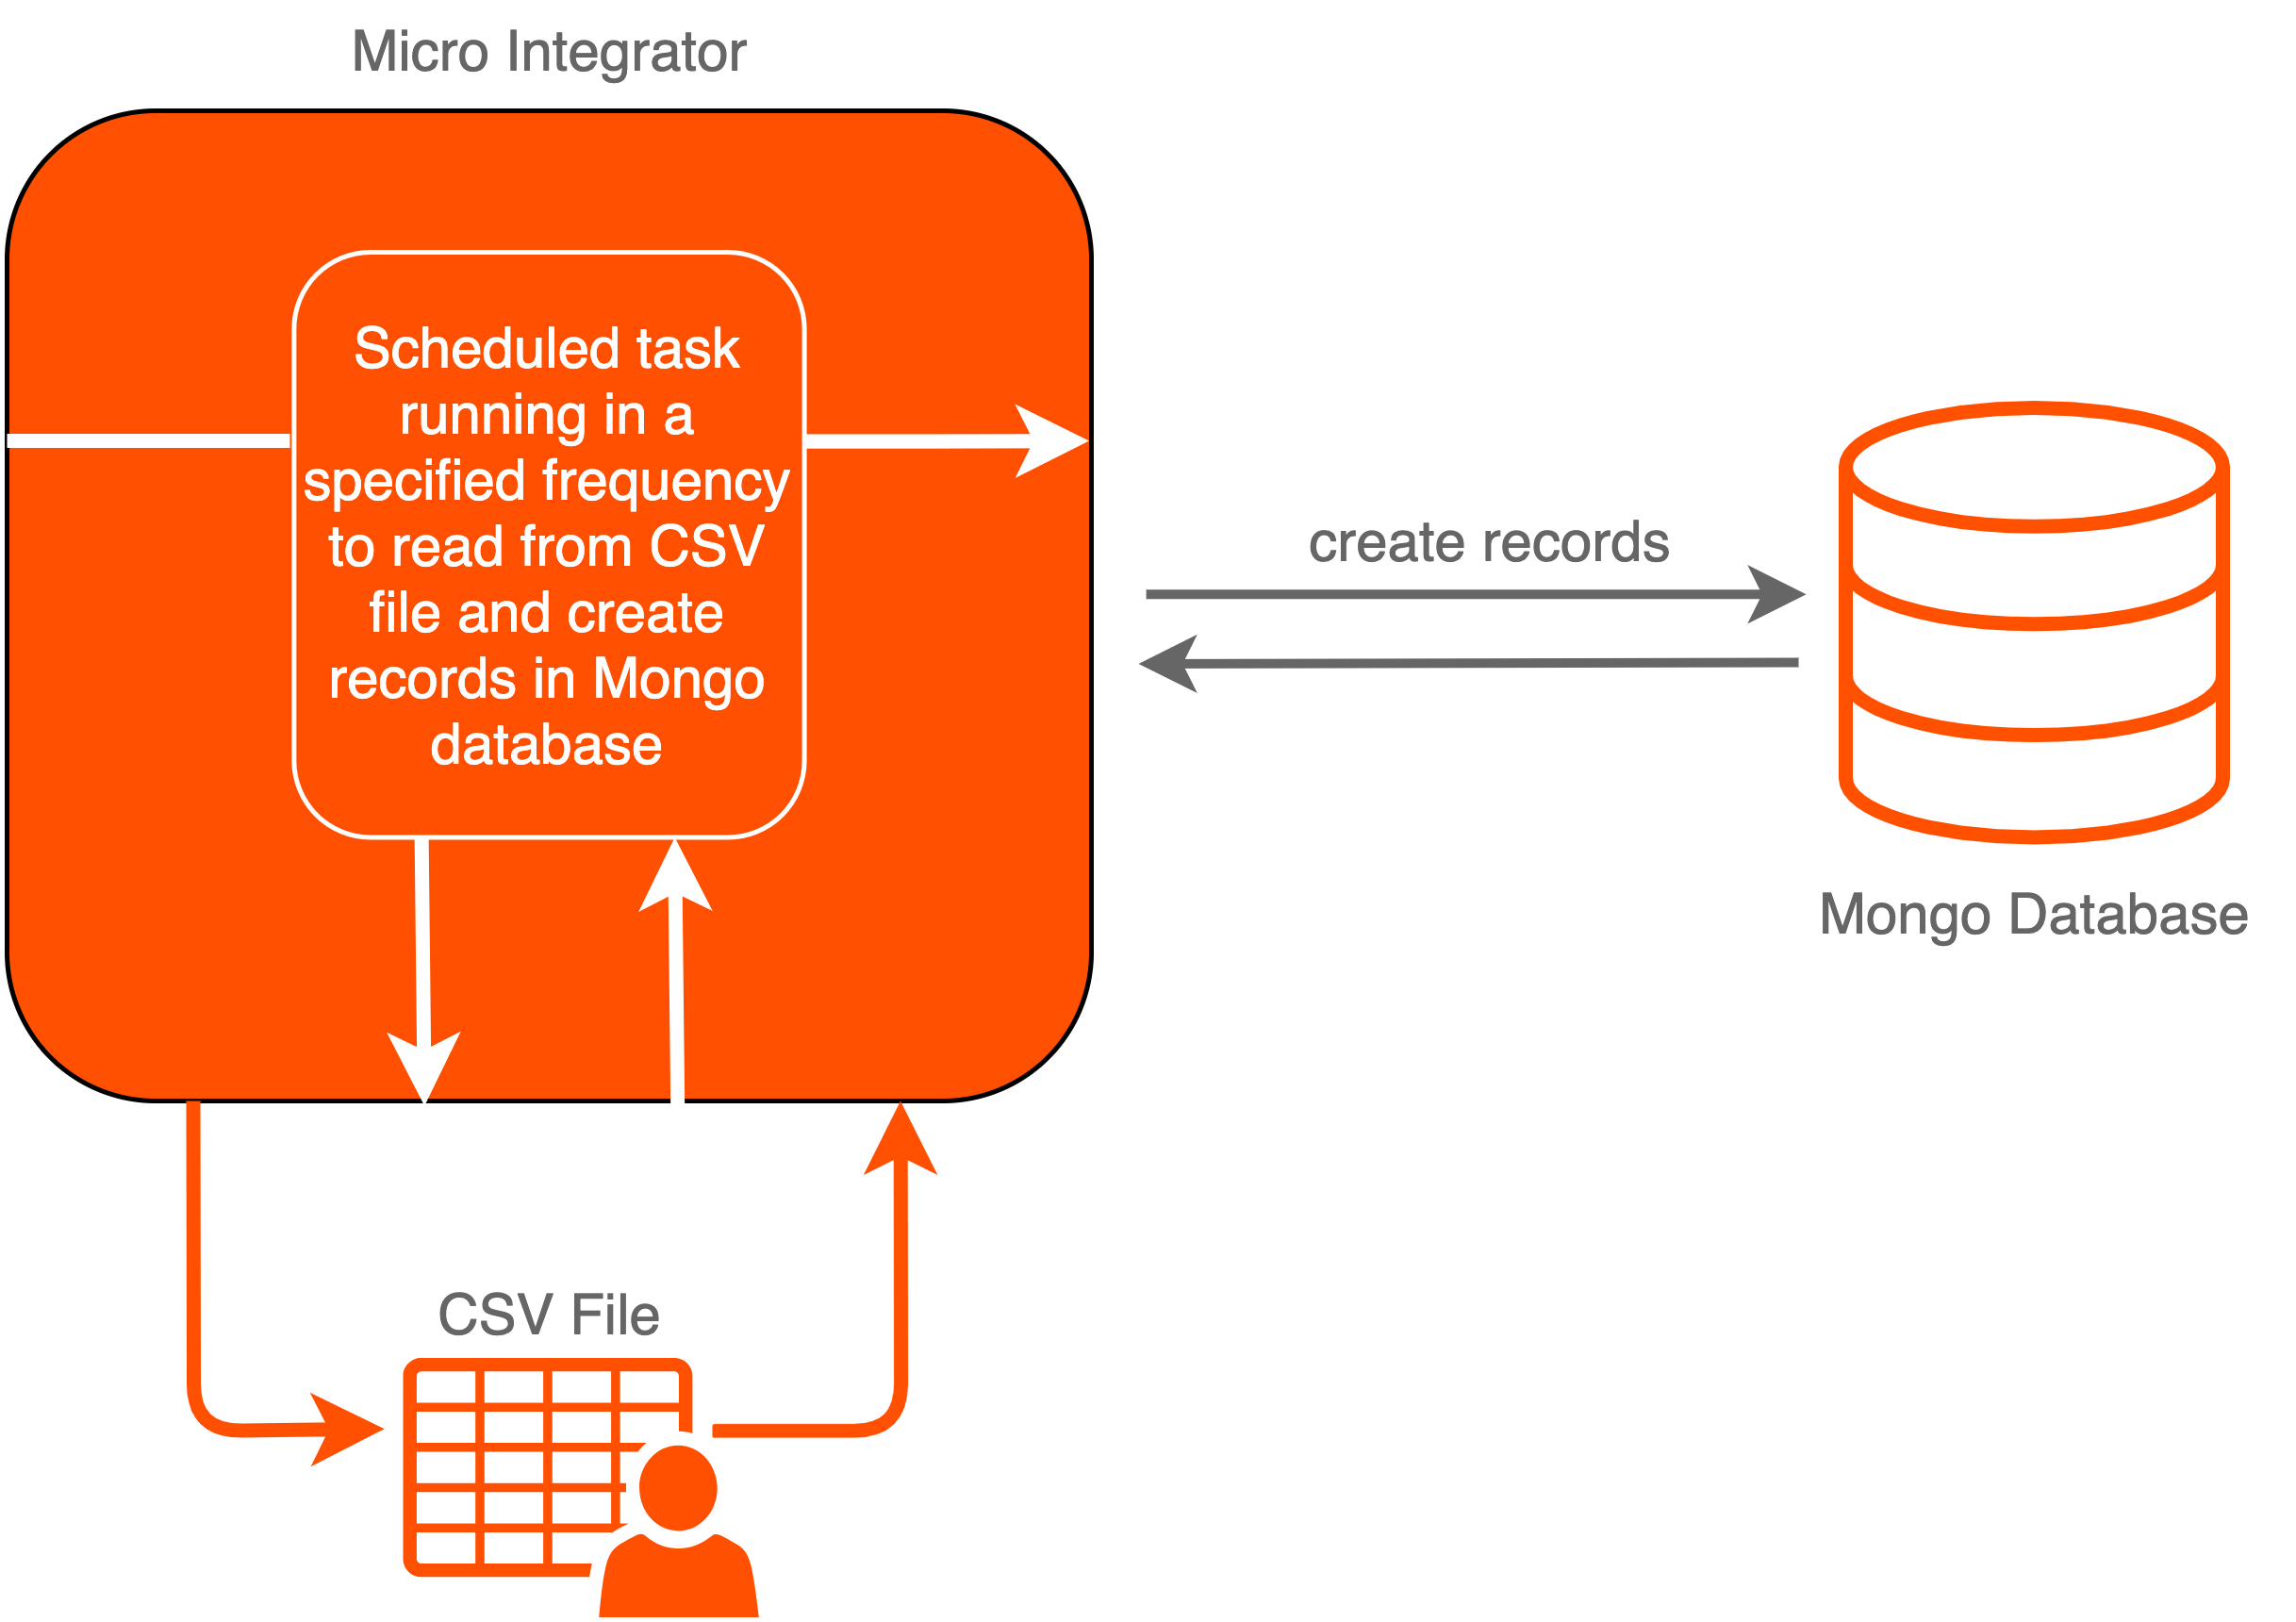 Micro Integrator
Scheduled task
running in a
specified frequency
to read from CSV
file and create
records in Mongo
database
create records
Mongo Database
CSV File